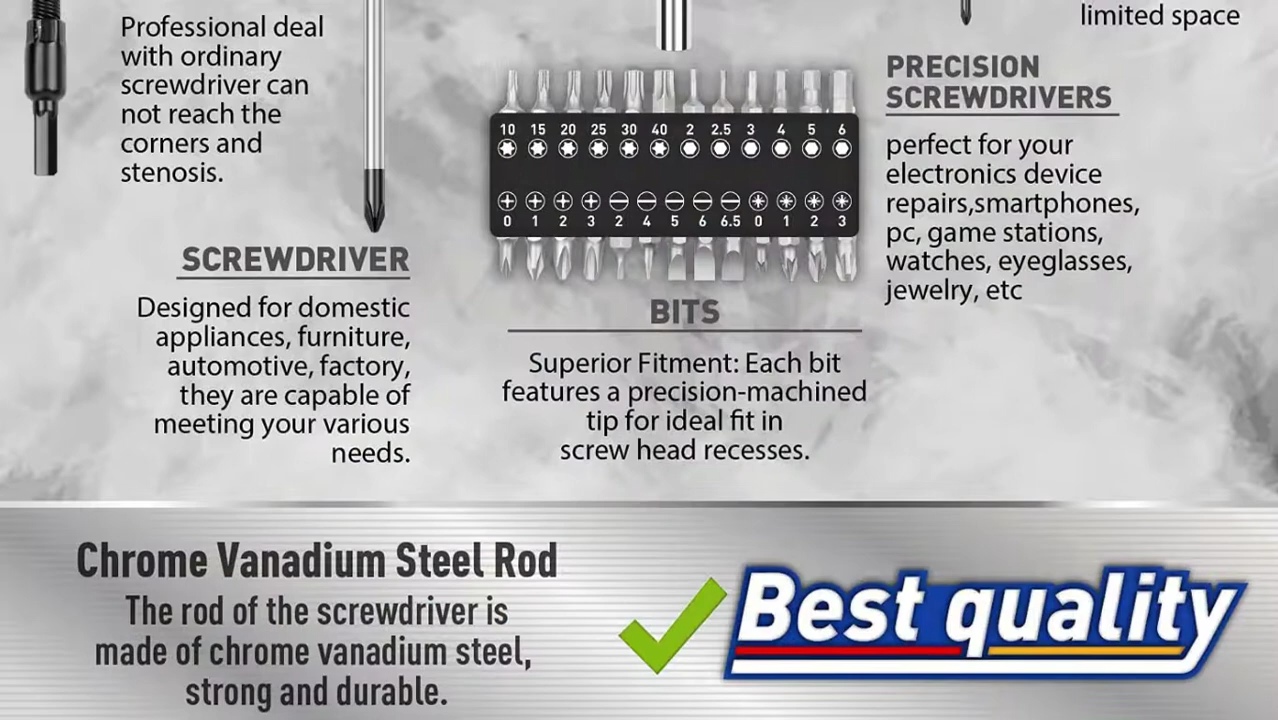 Professional deal
with ordinary
screwdriver can
not reach the
corners and
stenosis.
SCREWDRIVER
Designed for domestic
appliances, furniture,
automotive, factory,
they are capable of
meeting your various
needs.
10 15 20 25 30 40 2 2.5 3 4 5 6
0 1 2 3 2 4 5 6 6.5 0 1 2 3
BITS
Superior Fitment: Each bit
features a precision-machined
tip for ideal fit in
screw head recesses.
limited space
PRECISION
SCREWDRIVERS
perfect for your
electronics device
repairs,smartphones,
pc, game stations,
watches, eyeglasses,
jewelry, etc
Chrome Vanadium Steel Rod
The rod of the screwdriver is
made of chrome vanadium steel,
strong and durable.
Best quality